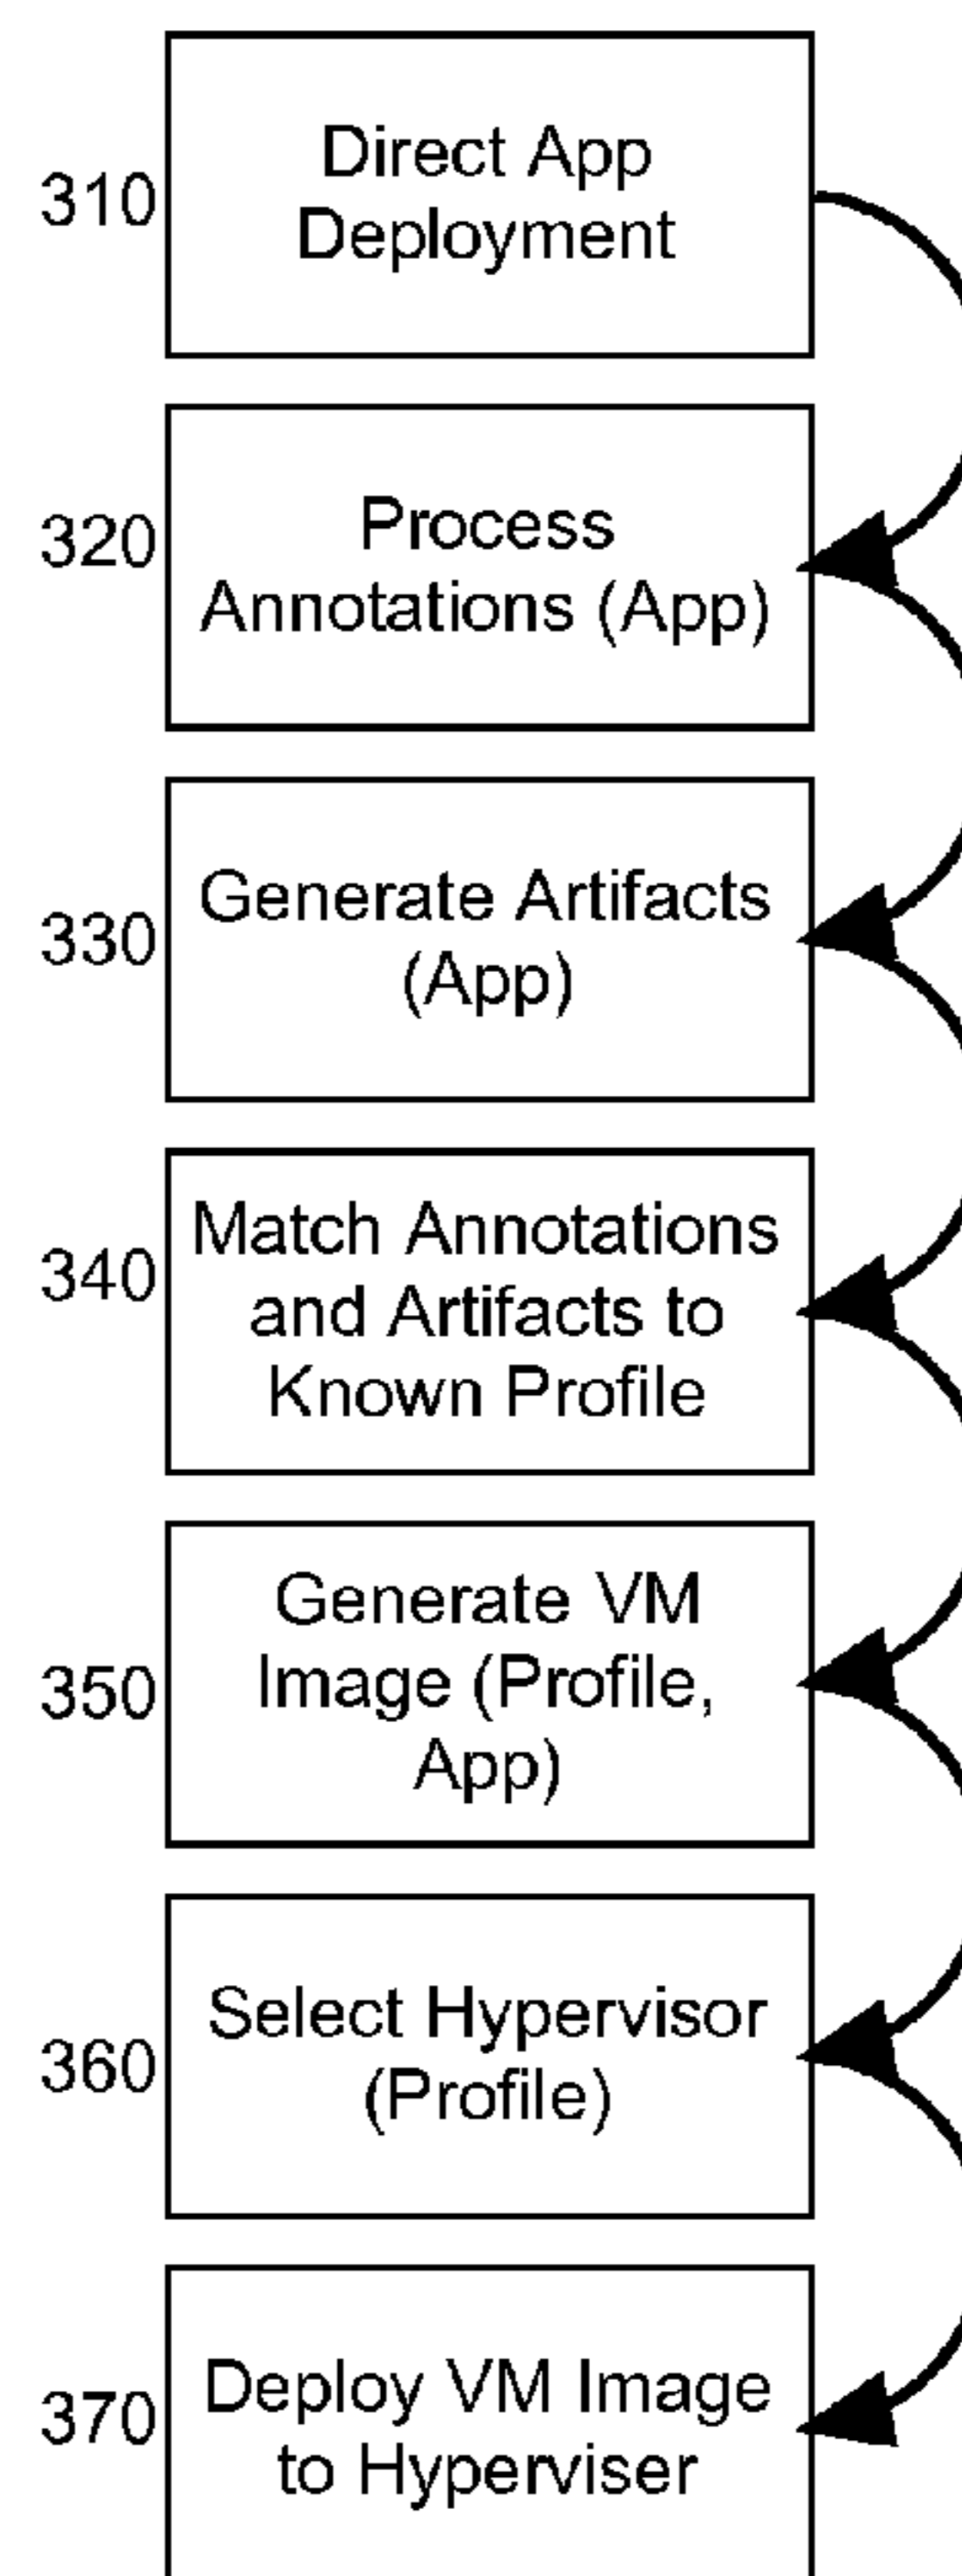 310
Direct App
Deployment
320
Process
Annotations (App)
330
Generate Artifacts
(App)
340
Match Annotations
and Artifacts to
Known Profile
350
Generate VM
Image (Profile,
App)
360
Select Hypervisor
(Profile)
370
Deploy VM Image
to Hyperviser